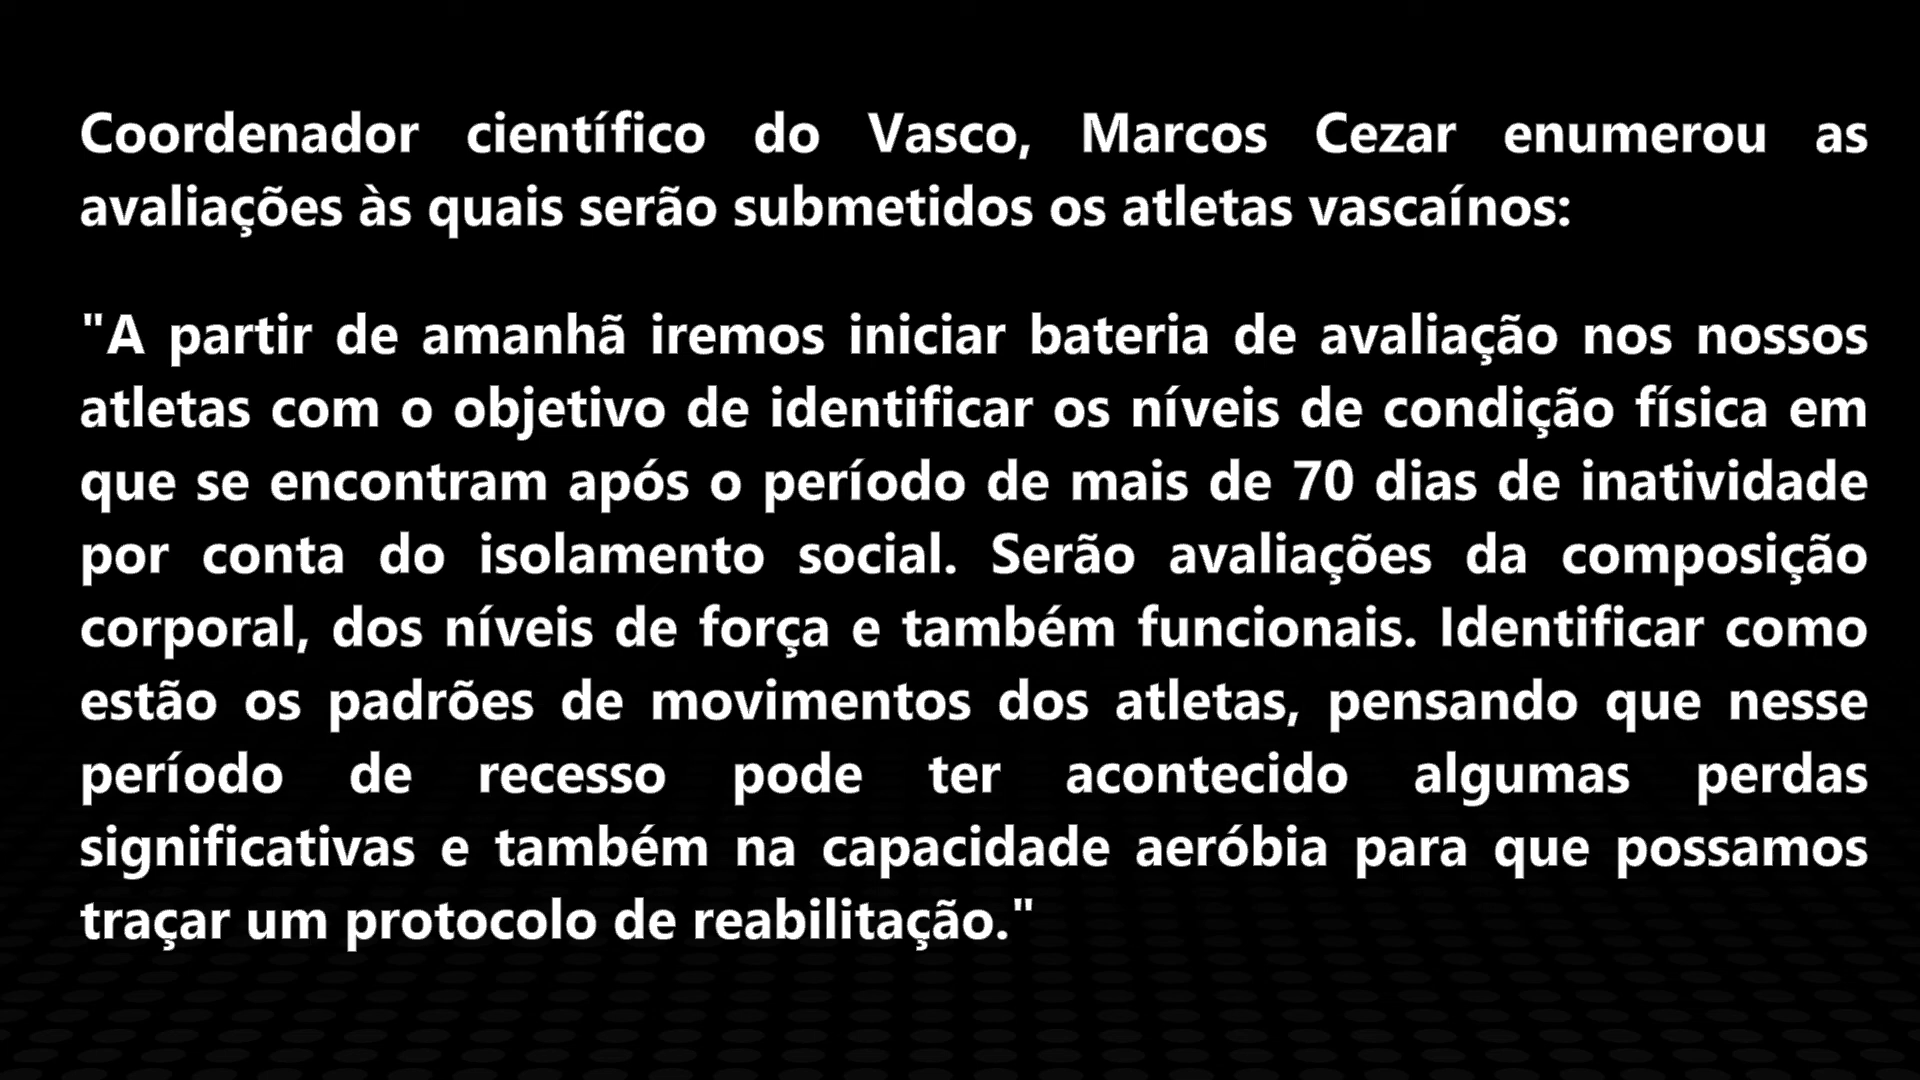 Coordenador científico do Vasco, Marcos Cezar enumerou as
avaliações às quais serão submetidos os atletas vascaínos:
"A partir de amanhã iremos iniciar bateria de avaliação nos nossos
atletas com o objetivo de identificar os níveis de condição física em
que se encontram após o período de mais de 70 dias de inatividade
por conta do isolamento social. Serão avaliações da composição
corporal, dos níveis de força e também funcionais. Identificar como
estão os padrões de movimentos dos atletas, pensando que nesse
período de recesso pode ter acontecido algumas perdas
significativas e também na capacidade aeróbia para que possamos
traçar um protocolo de reabilitação."